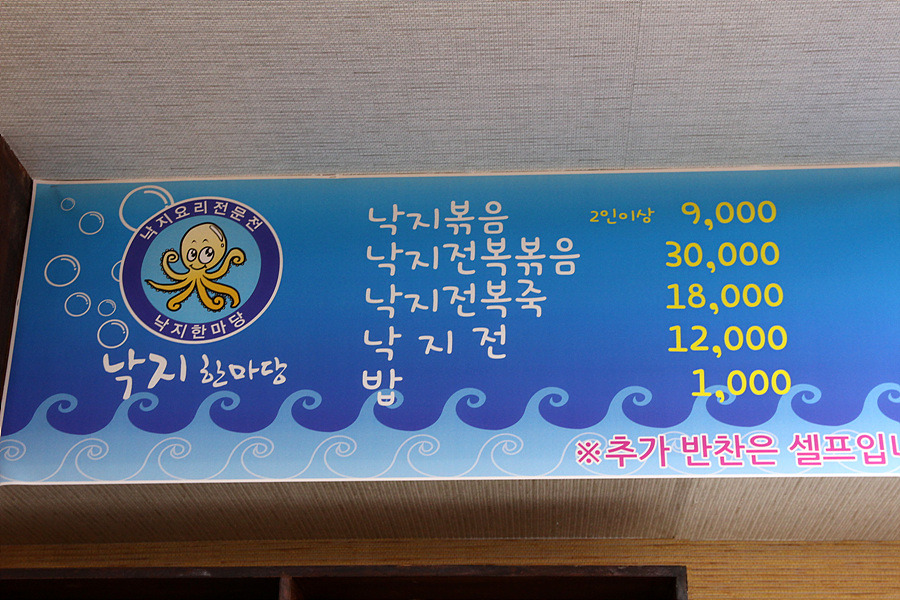 낙지요리전문전
낙지한마당
낙지 한마당
낙지볶음 2인이상 9,000
낙지전복볶음 30,000
낙지전복죽 18,000
낙 지 전 12,000
밥 1,000
※추가 반찬은 셀프입니